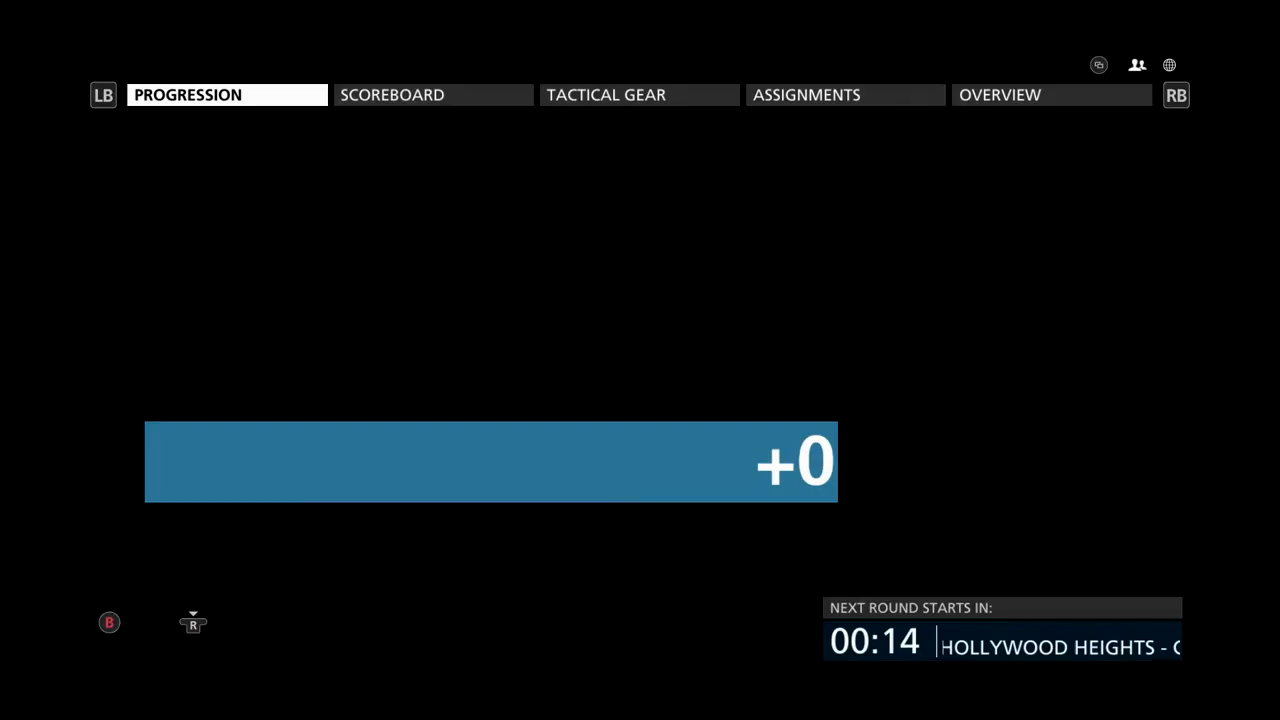 LB PROGRESSION SCOREBOARD TACTICAL GEAR ASSIGNMENTS OVERVIEW RB
+0
B R
NEXT ROUND STARTS IN:
00:14 HOLLYWOOD HEIGHTS -